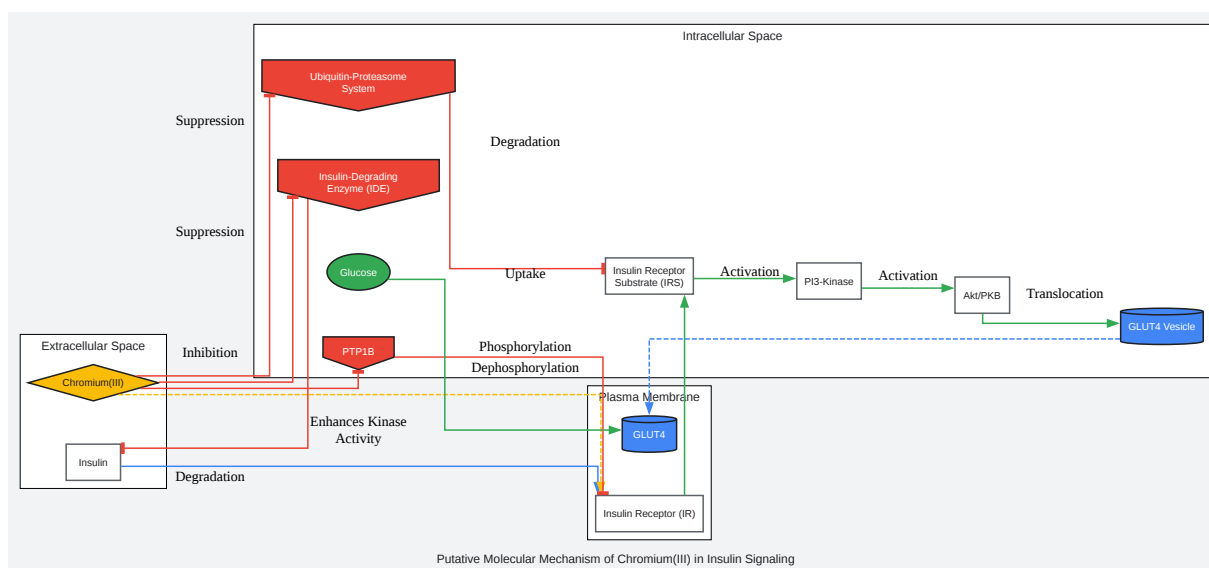 Intracellular Space
Ubiquitin-Proteasome
System
Suppression
Degradation
Insulin-Degrading
Enzyme (IDE)
Suppression
Glucose
Uptake
Insulin Receptor
Substrate (IRS)
Activation
PI3-Kinase
Activation
Akt/PKB
Translocation
GLUT4 Vesicle
Extracellular Space
Inhibition
PTP1B
Phosphorylation
Dephosphorylation
Chromium(III)
Plasma Membrane
Enhances Kinase
Activity
GLUT4
Insulin
Degradation
Insulin Receptor (IR)
Putative Molecular Mechanism of Chromium(III) in Insulin Signaling